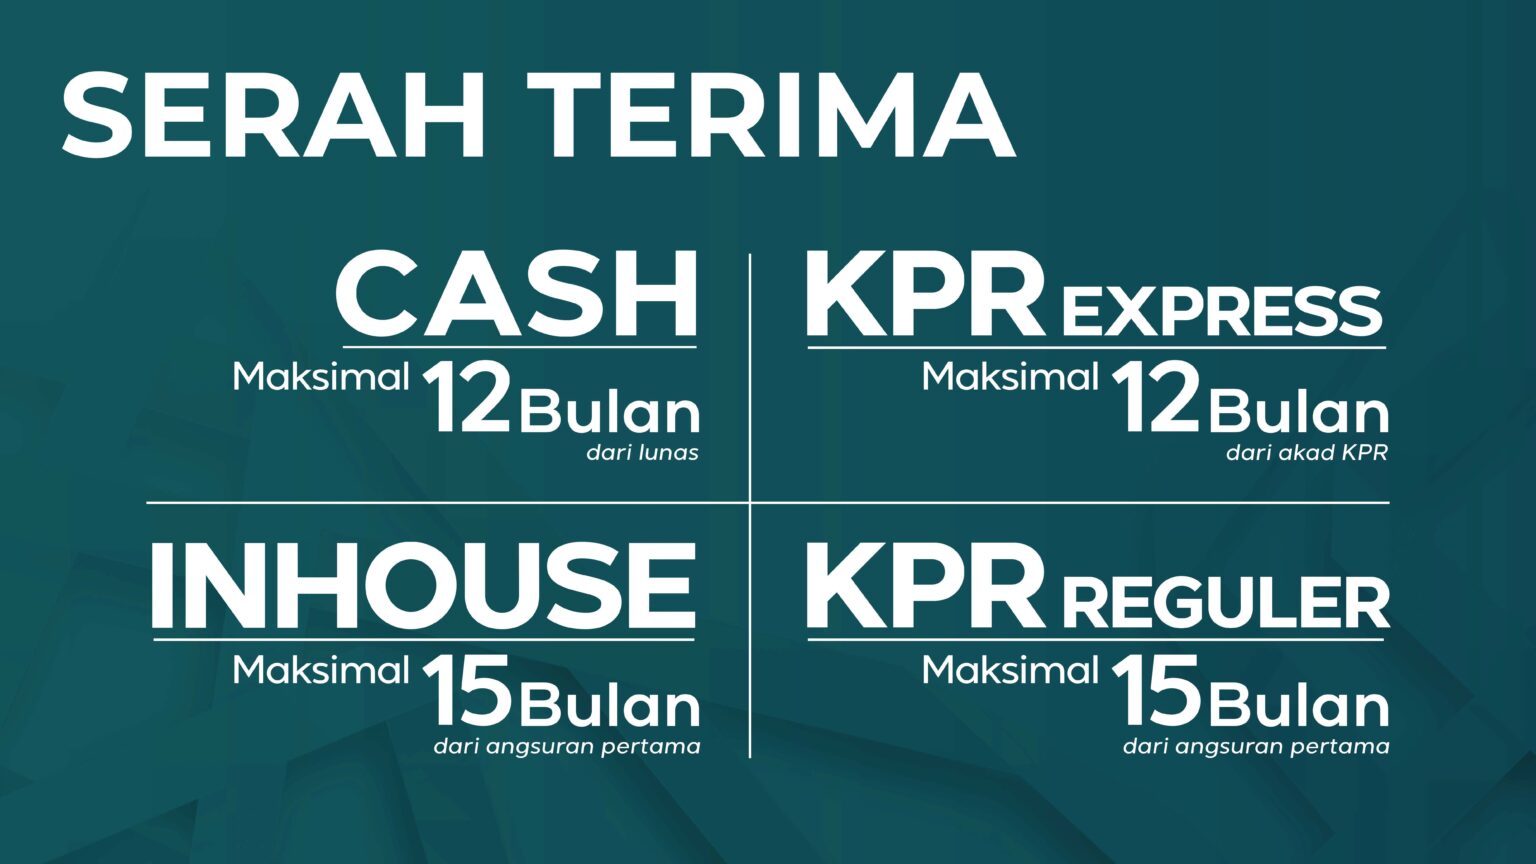 SERAH TERIMA
CASH
Maksimal 12 Bulan
dari lunas
KPR EXPRESS
Maksimal 12 Bulan
dari akad KPR
INHOUSE
Maksimal 15 Bulan
dari angsuran pertama
KPR REGULER
Maksimal 15 Bulan
dari angsuran pertama